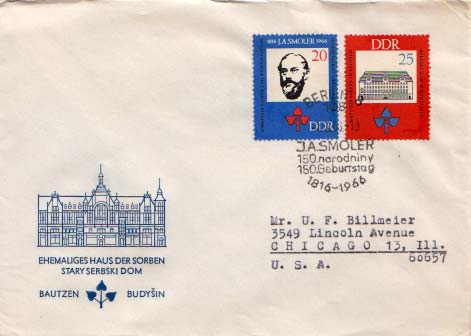 1816 J.A.SMOLER 1966
20
DDR
DDR
25
BERLIN 8
J.A.SMOLER
150.narodniny
150.Geburtstag
1816-1966
EHEMALIGES HAUS DER SORBEN
STARY SERBSKI DOM
BAUTZEN BUDYŠIN
Mr. U. F. Billmeier
3549 Lincoln Avenue
CHICAGO 13, Ill.
60657
U. S. A.